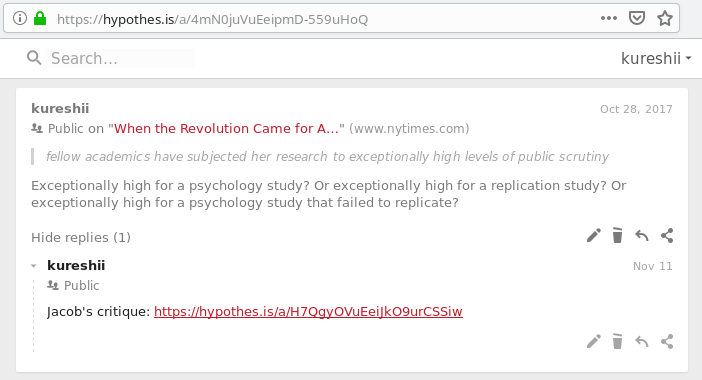 https://hypothes.is/a/4mN0juVuEeipmD-559uHoQ
Search...
kureshii
kureshii
Oct 28, 2017
Public on "When the Revolution Came for A…" (www.nytimes.com)
fellow academics have subjected her research to exceptionally high levels of public scrutiny
Exceptionally high for a psychology study? Or exceptionally high for a replication study? Or
exceptionally high for a psychology study that failed to replicate?
Hide replies (1)
kureshii
Nov 11
Public
Jacob's critique: https://hypothes.is/a/H7QgyOVuEeiJkO9urCSSiw